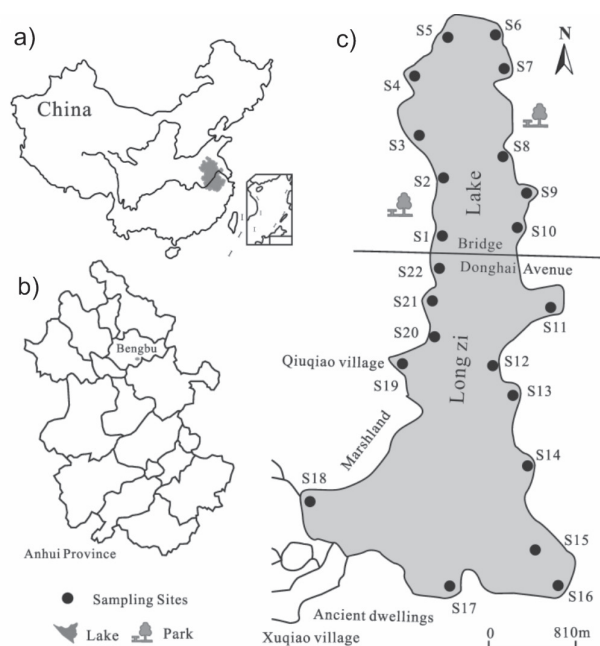 a)
China
b)
Bengbu
Anhui Province
Sampling Sites
Lake
Park
c)
N
S5
S6
S7
S4
S3
S8
S2
S9
Lake
S10
S1
Bridge
S22
Donghai Avenue
S21
S11
S20
Long zi
Qiuqiao village
S12
S19
S13
Marshland
S14
S18
S15
S16
S17
Ancient dwellings
Xuqiao village
0 810m